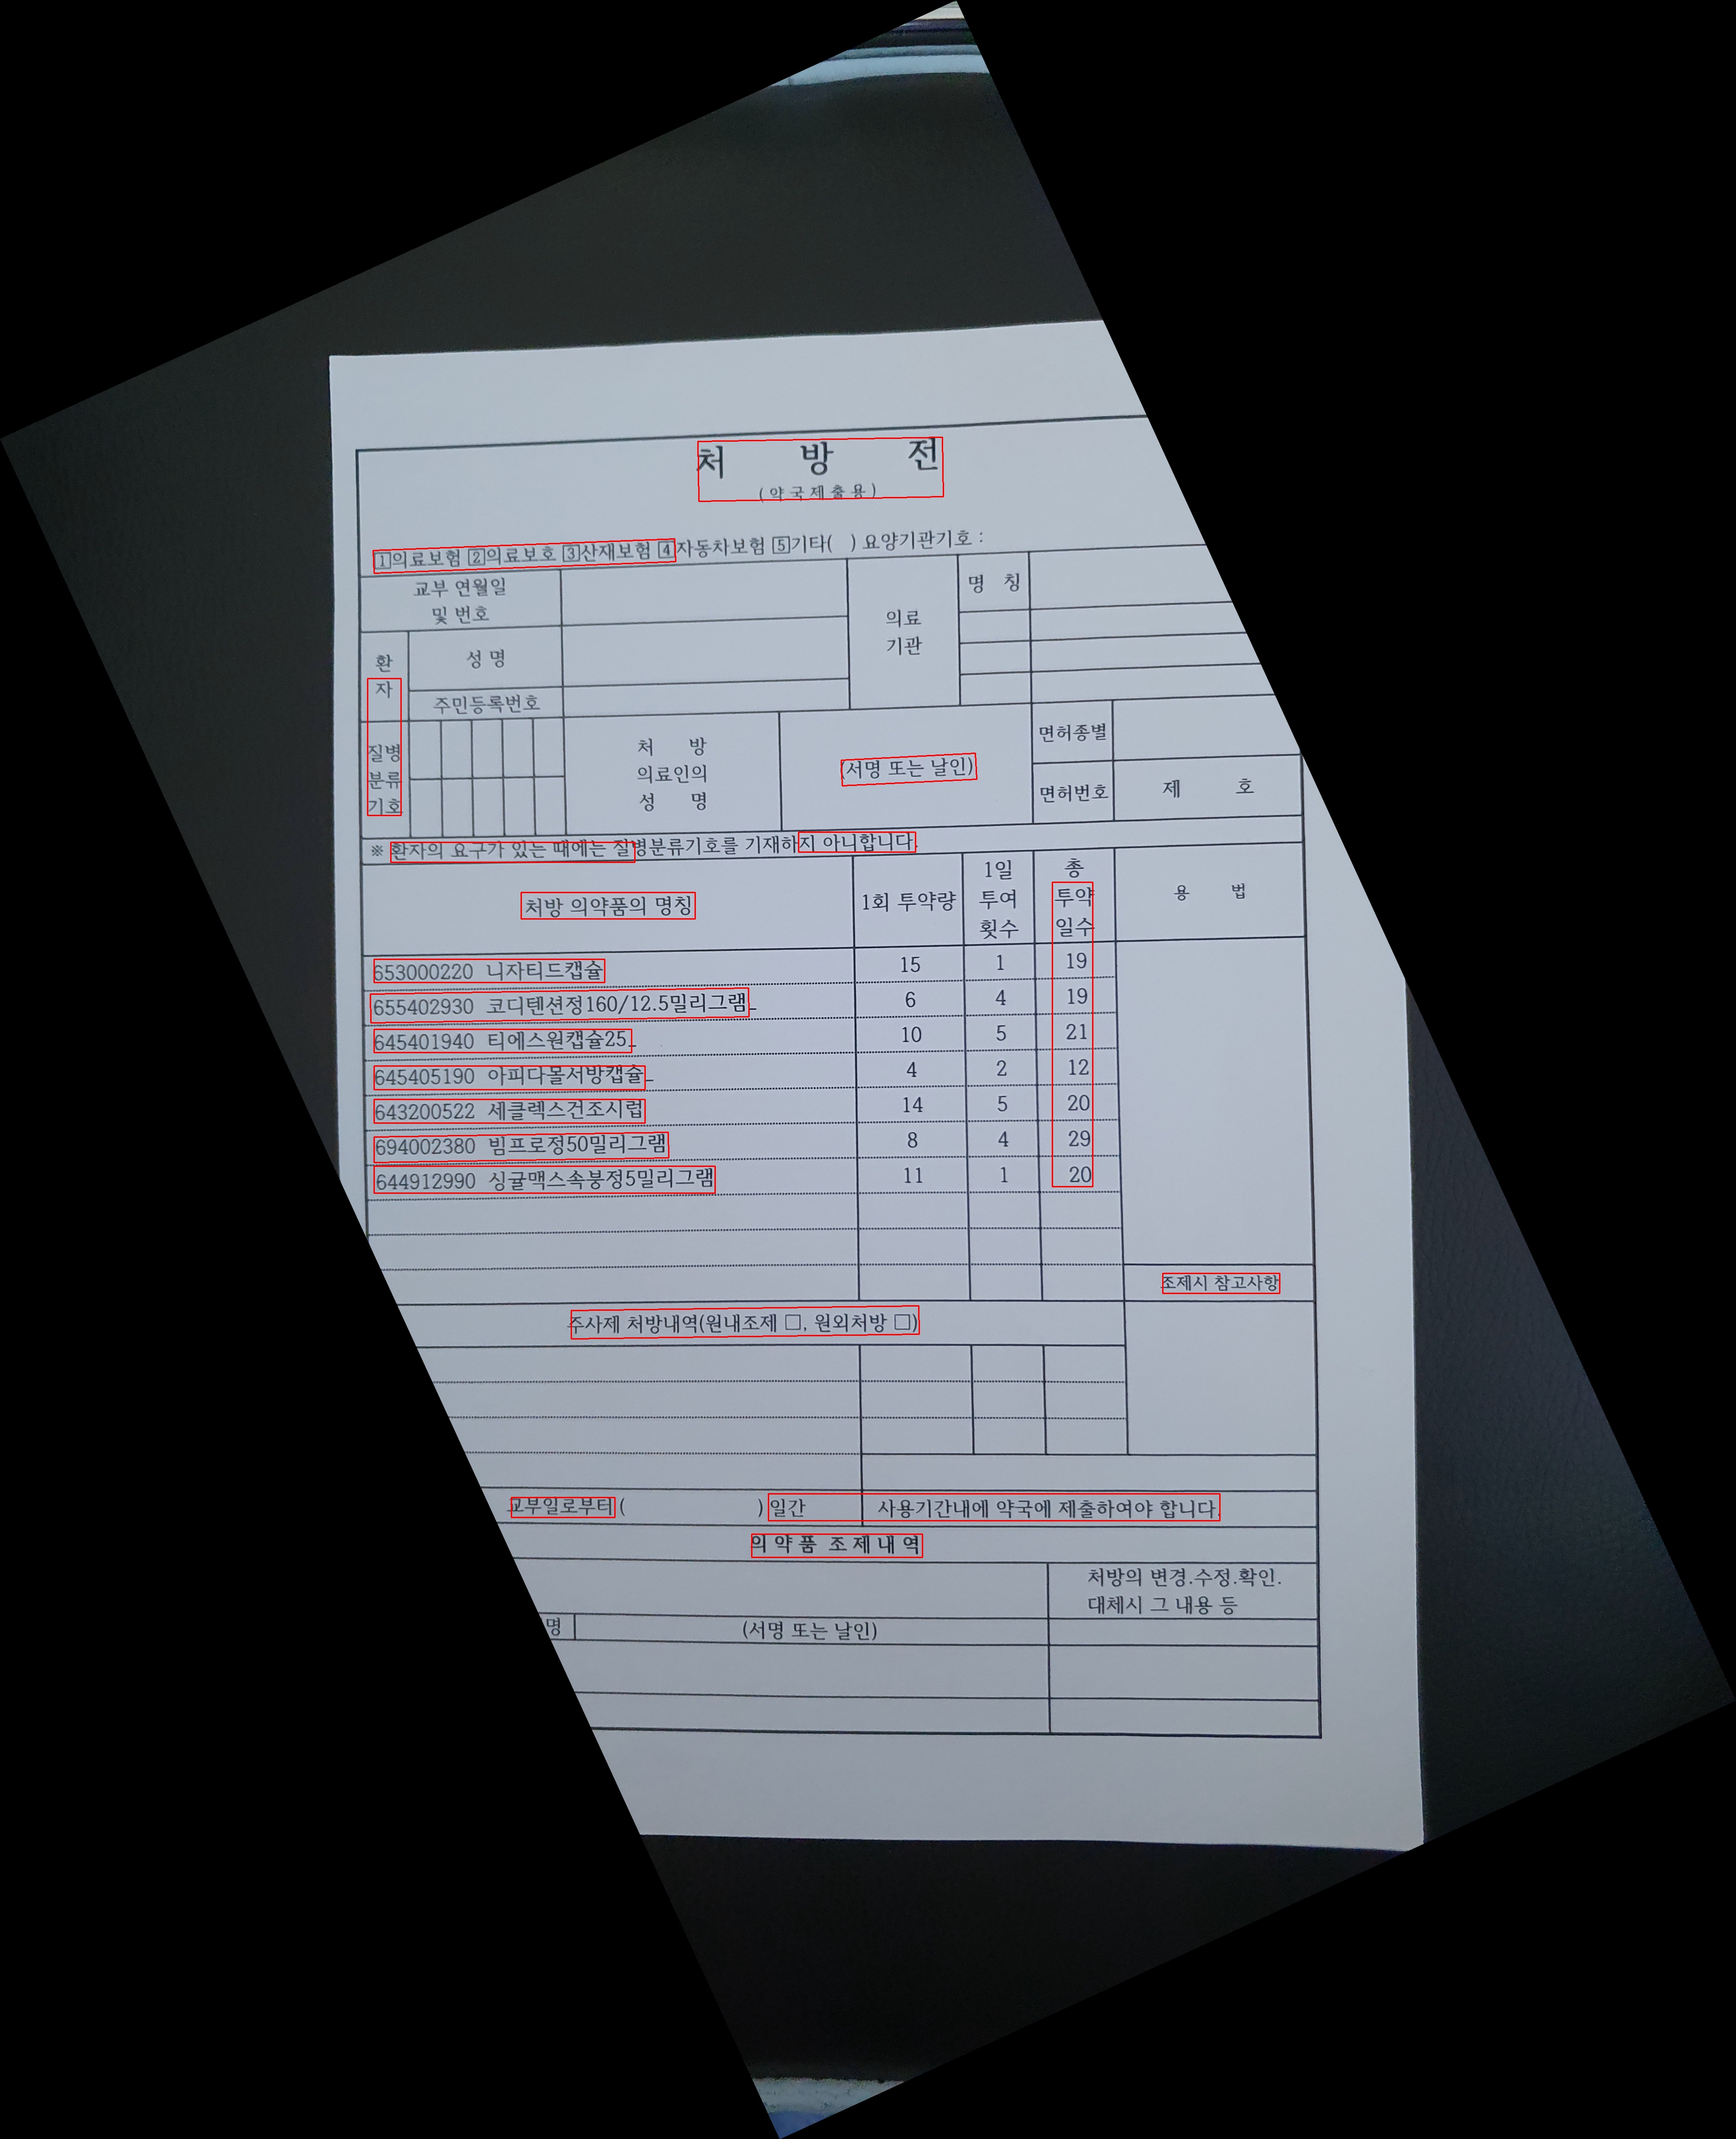 처 방 전
(약국제출용)
1의료보험 2의료보호 3산재보험 4자동차보험 5기타( ) 요양기관기호 :
교부 연월일
및 번호
의료
기관
명 칭
환
자
성 명
주민등록번호
질병
분류
기호
처 방
의료인의
성 명
(서명 또는 날인)
면허종별
면허번호
제 호
※ 환자의 요구가 있는 때에는 질병분류기호를 기재하지 아니합니다.
처방 의약품의 명칭
1회 투약량
1일
투여
횟수
총
투약
일수
용 법
653000220 니자티드캡슐 15 1 19
655402930 코디텐션정160/12.5밀리그램_ 6 4 19
645401940 티에스원캡슐25_ 10 5 21
645405190 아피다몰서방캡슐_ 4 2 12
643200522 세클렉스건조시럽 14 5 20
694002380 빔프로정50밀리그램 8 4 29
644912990 싱귤맥스속붕정5밀리그램 11 1 20
조제시 참고사항
주사제 처방내역(원내조제 □, 원외처방 □)
교부일로부터 ( ) 일간 사용기간내에 약국에 제출하여야 합니다.
의약품 조제내역
처방의 변경.수정.확인.
대체시 그 내용 등
명
(서명 또는 날인)